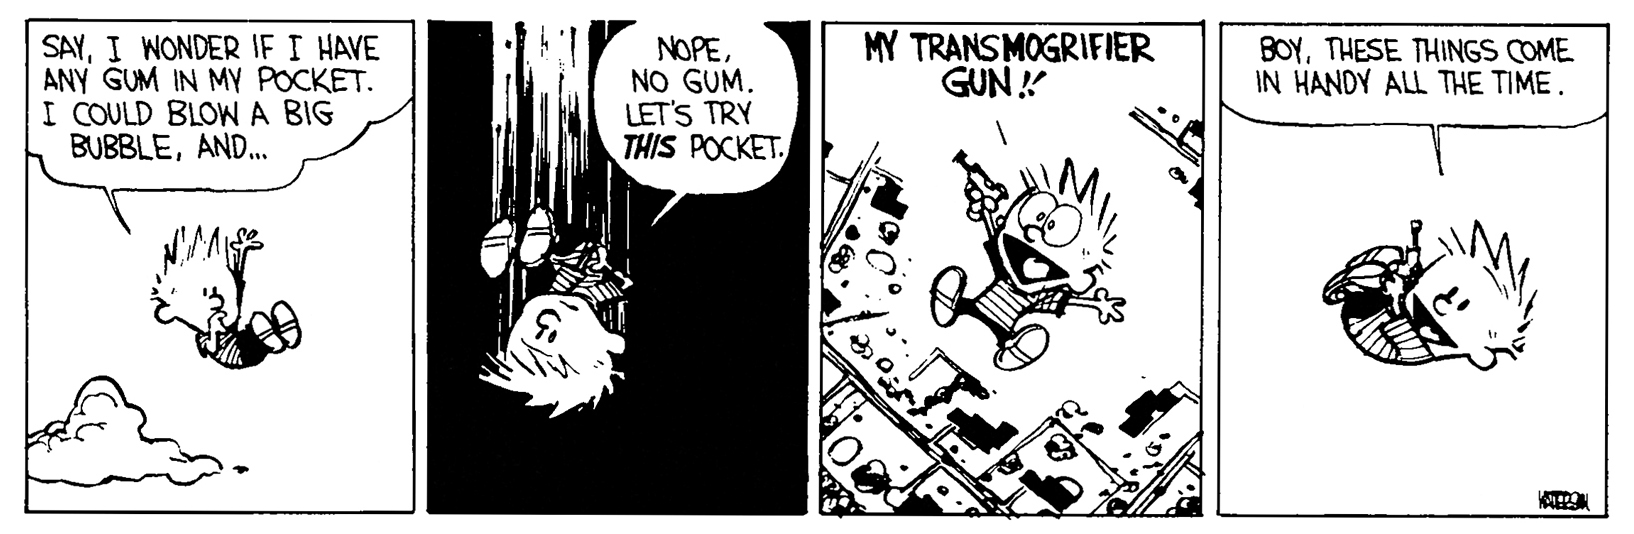 SAY, I WONDER IF I HAVE
ANY GUM IN MY POCKET.
I COULD BLOW A BIG
BUBBLE, AND...
NOPE,
NO GUM.
LET'S TRY
THIS POCKET.
MY TRANSMOGRIFIER
GUN!!
BOY, THESE THINGS COME
IN HANDY ALL THE TIME.
WATTERSON